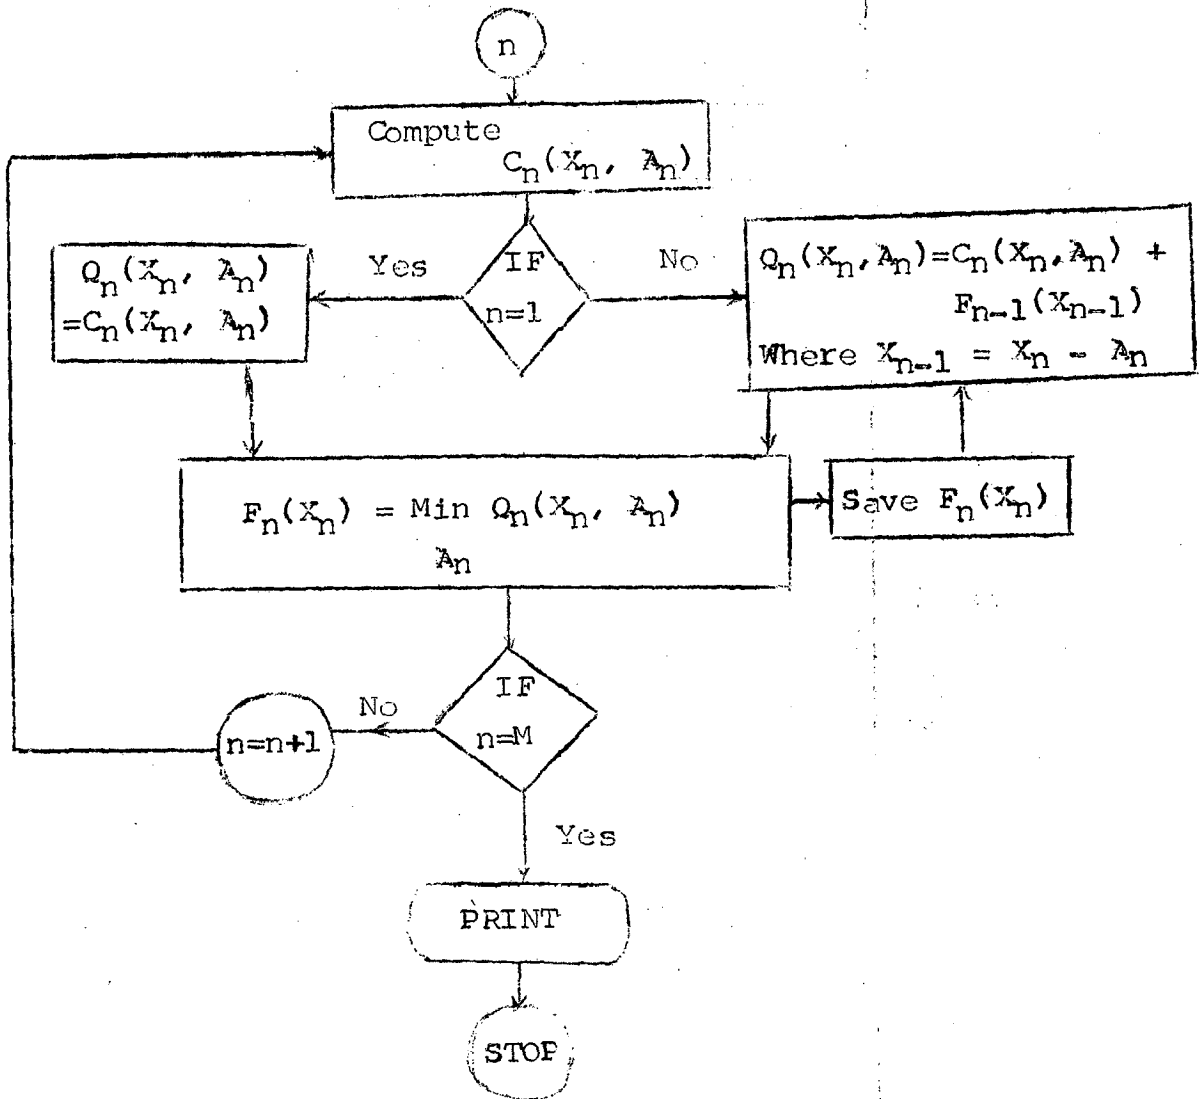 n
Compute
Cn(Xn, An)
IF
n=1
Yes
No
Qn(Xn, An)
=Cn(Xn, An)
Qn(Xn,An)=Cn(Xn,An) +
Fn-1(Xn-1)
Where Xn-1 = Xn - An
Fn(Xn) = Min Qn(Xn, An)
An
Save Fn(Xn)
IF
n=M
No
n=n+1
Yes
PRINT
STOP